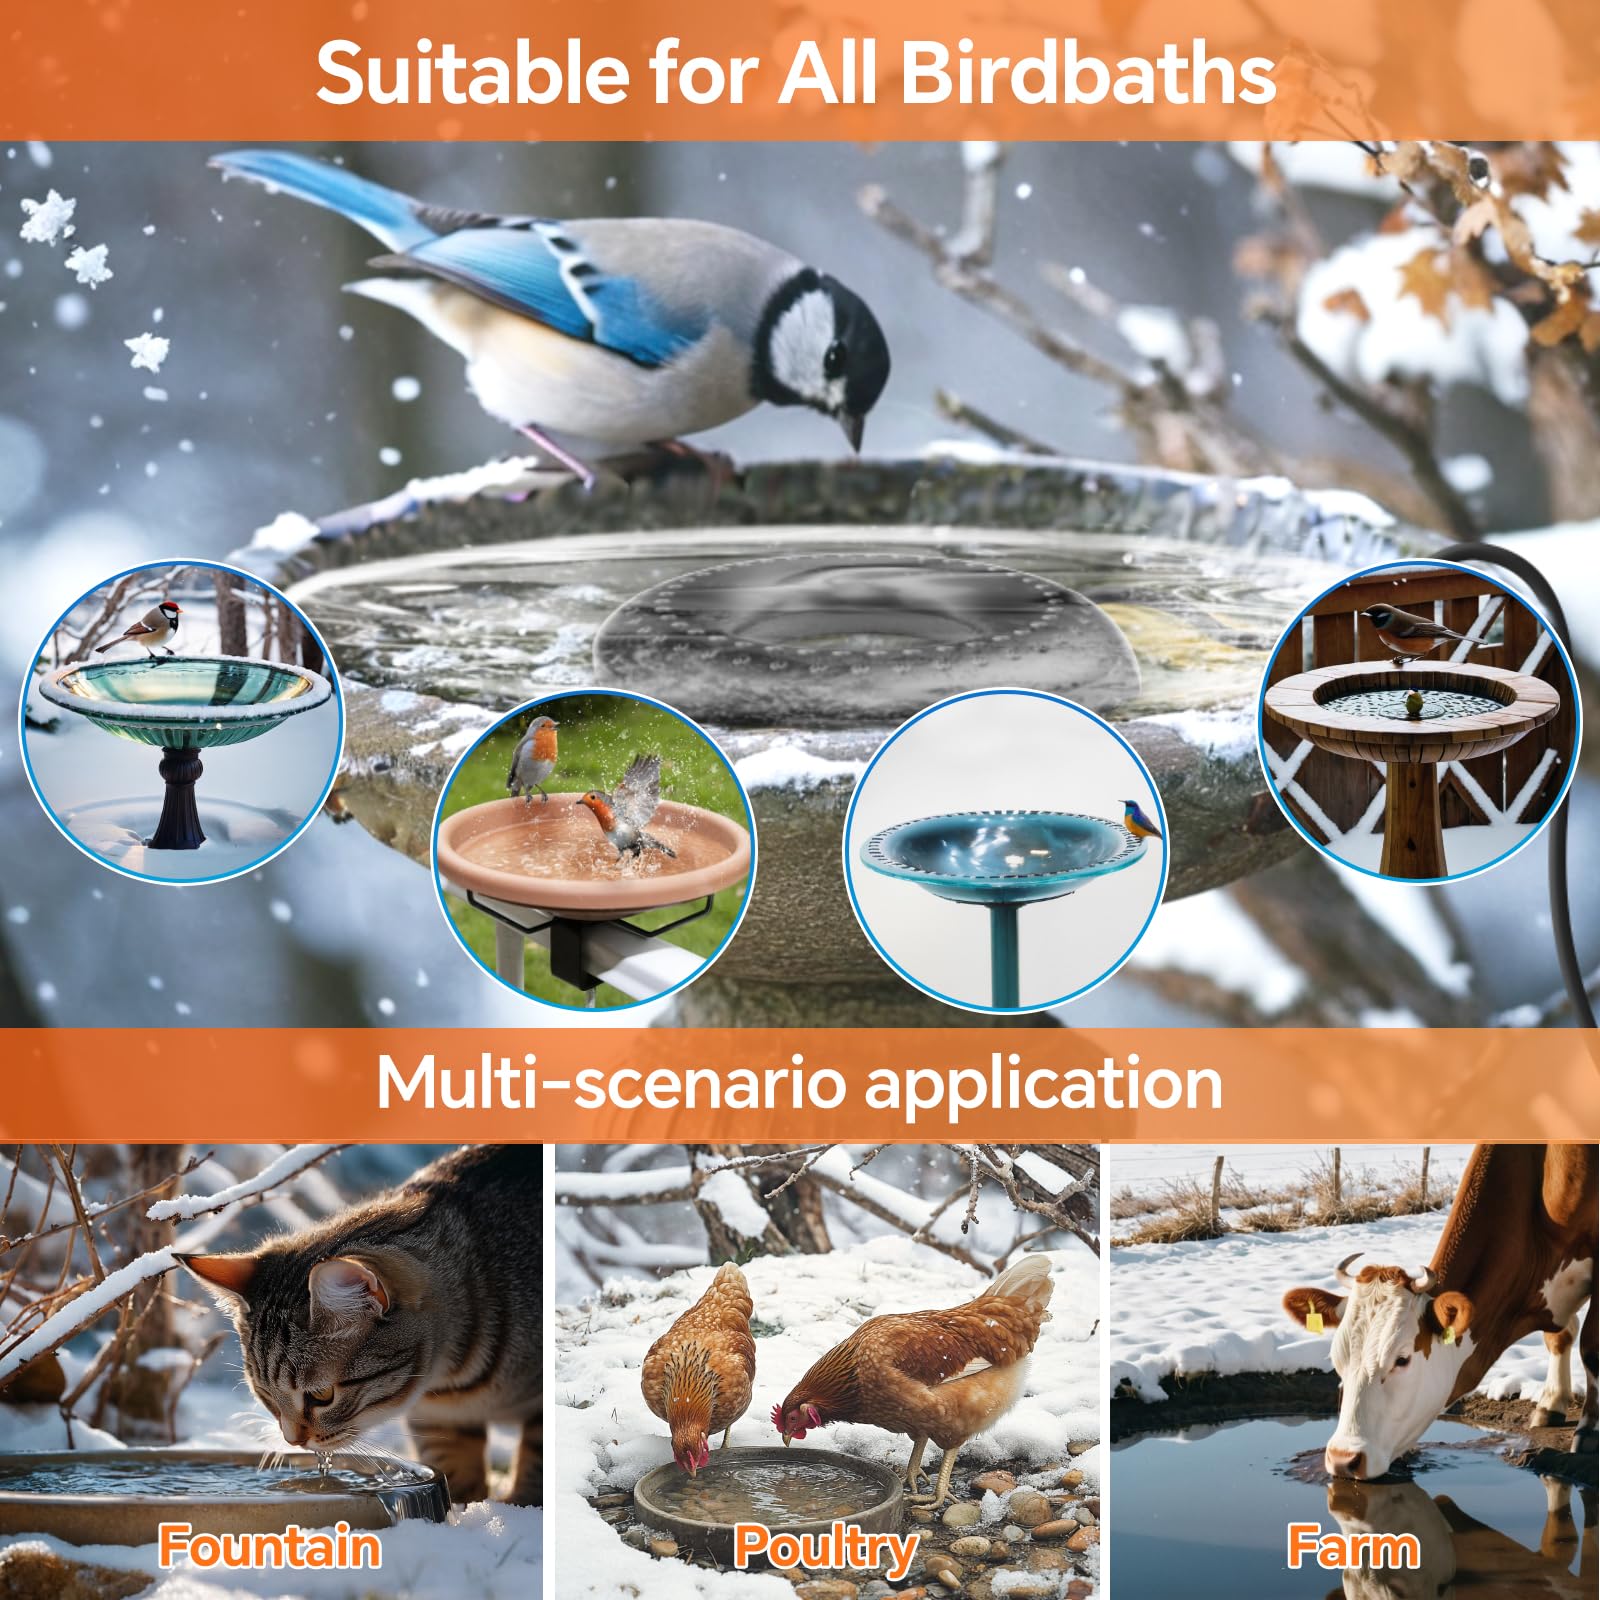 Suitable for All Birdbaths
Multi-scenario application
Fountain
Poultry
Farm